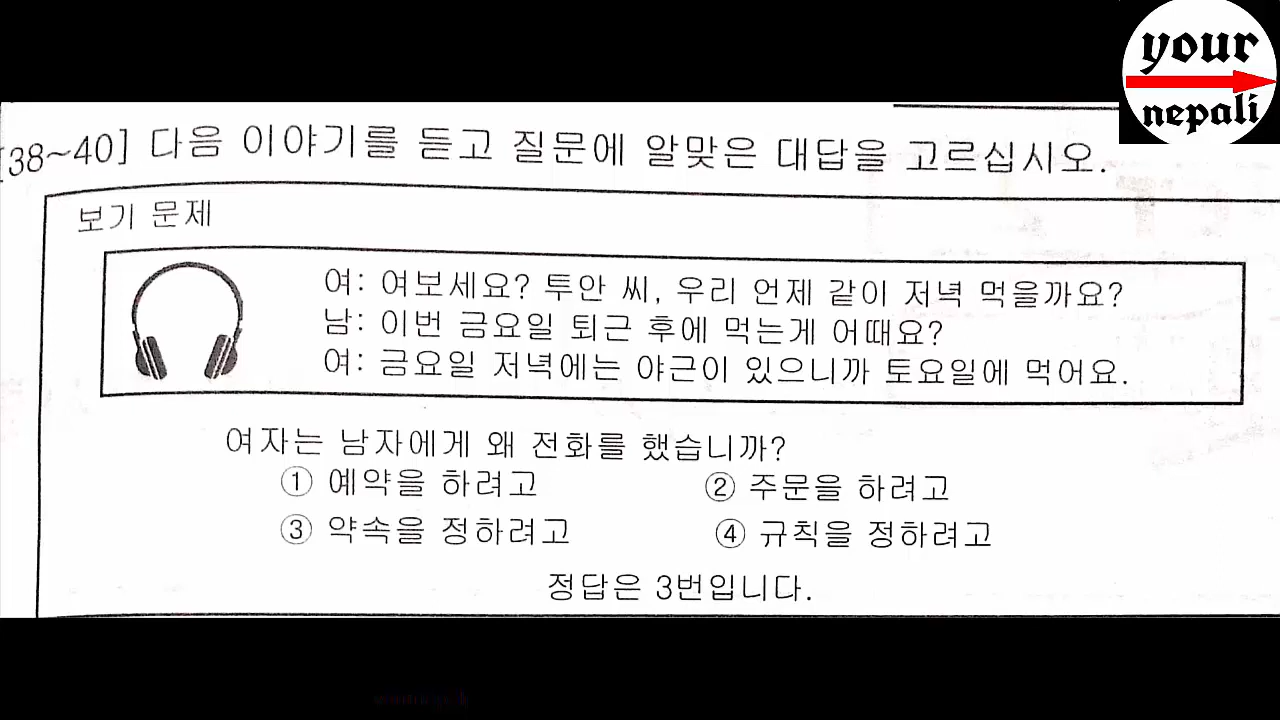 your
nepali
[38~40] 다음 이야기를 듣고 질문에 알맞은 대답을 고르십시오.
보기 문제
여: 여보세요? 투안 씨, 우리 언제 같이 저녁 먹을까요?
남: 이번 금요일 퇴근 후에 먹는게 어때요?
여: 금요일 저녁에는 야근이 있으니까 토요일에 먹어요.
여자는 남자에게 왜 전화를 했습니까?
① 예약을 하려고 ② 주문을 하려고
③ 약속을 정하려고 ④ 규칙을 정하려고
정답은 3번입니다.